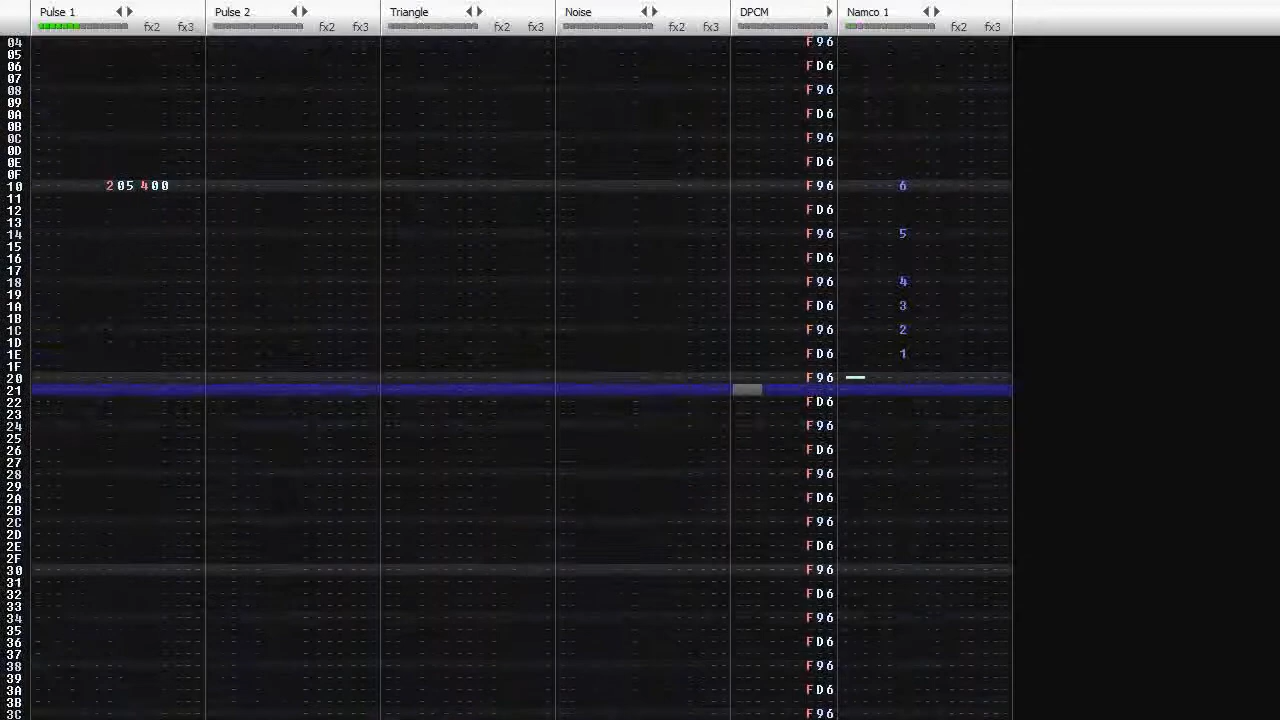 Pulse 1 Pulse 2 Triangle Noise DPCM Namco 1
fx2 fx3 fx2 fx3 fx2 fx3 fx2 fx3 fx2 fx3
04 F96
05
06 FD6
07
08 F96
09
0A FD6
0B
0C F96
0D
0E FD6
0F
10 205 400 F96 6
11
12 FD6
13
14 F96 5
15
16 FD6
17
18 F96 4
19
1A FD6 3
1B
1C F96 2
1D
1E FD6 1
1F
20 F96
21
22 FD6
23
24 F96
25
26 FD6
27
28 F96
29
2A FD6
2B
2C F96
2D
2E FD6
2F
30 F96
31
32 FD6
33
34 F96
35
36 FD6
37
38 F96
39
3A FD6
3B
3C F96